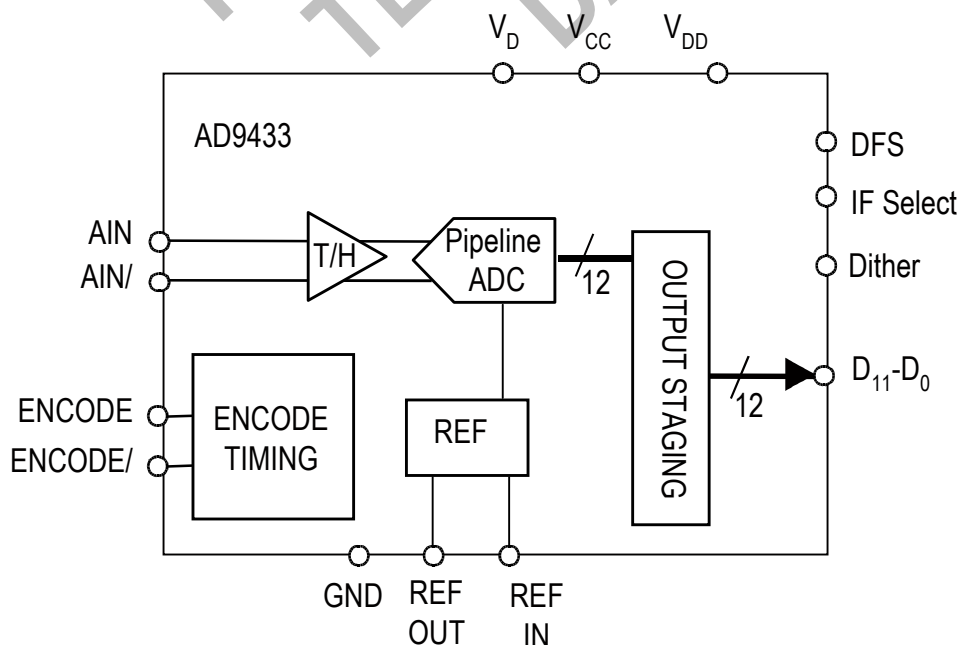 V_D V_CC V_DD
AD9433
DFS
IF Select
Dither
D_11-D_0
AIN
AIN/
T/H
Pipeline
ADC
12
OUTPUT STAGING
12
ENCODE
ENCODE/
ENCODE
TIMING
REF
GND
REF
OUT
REF
IN